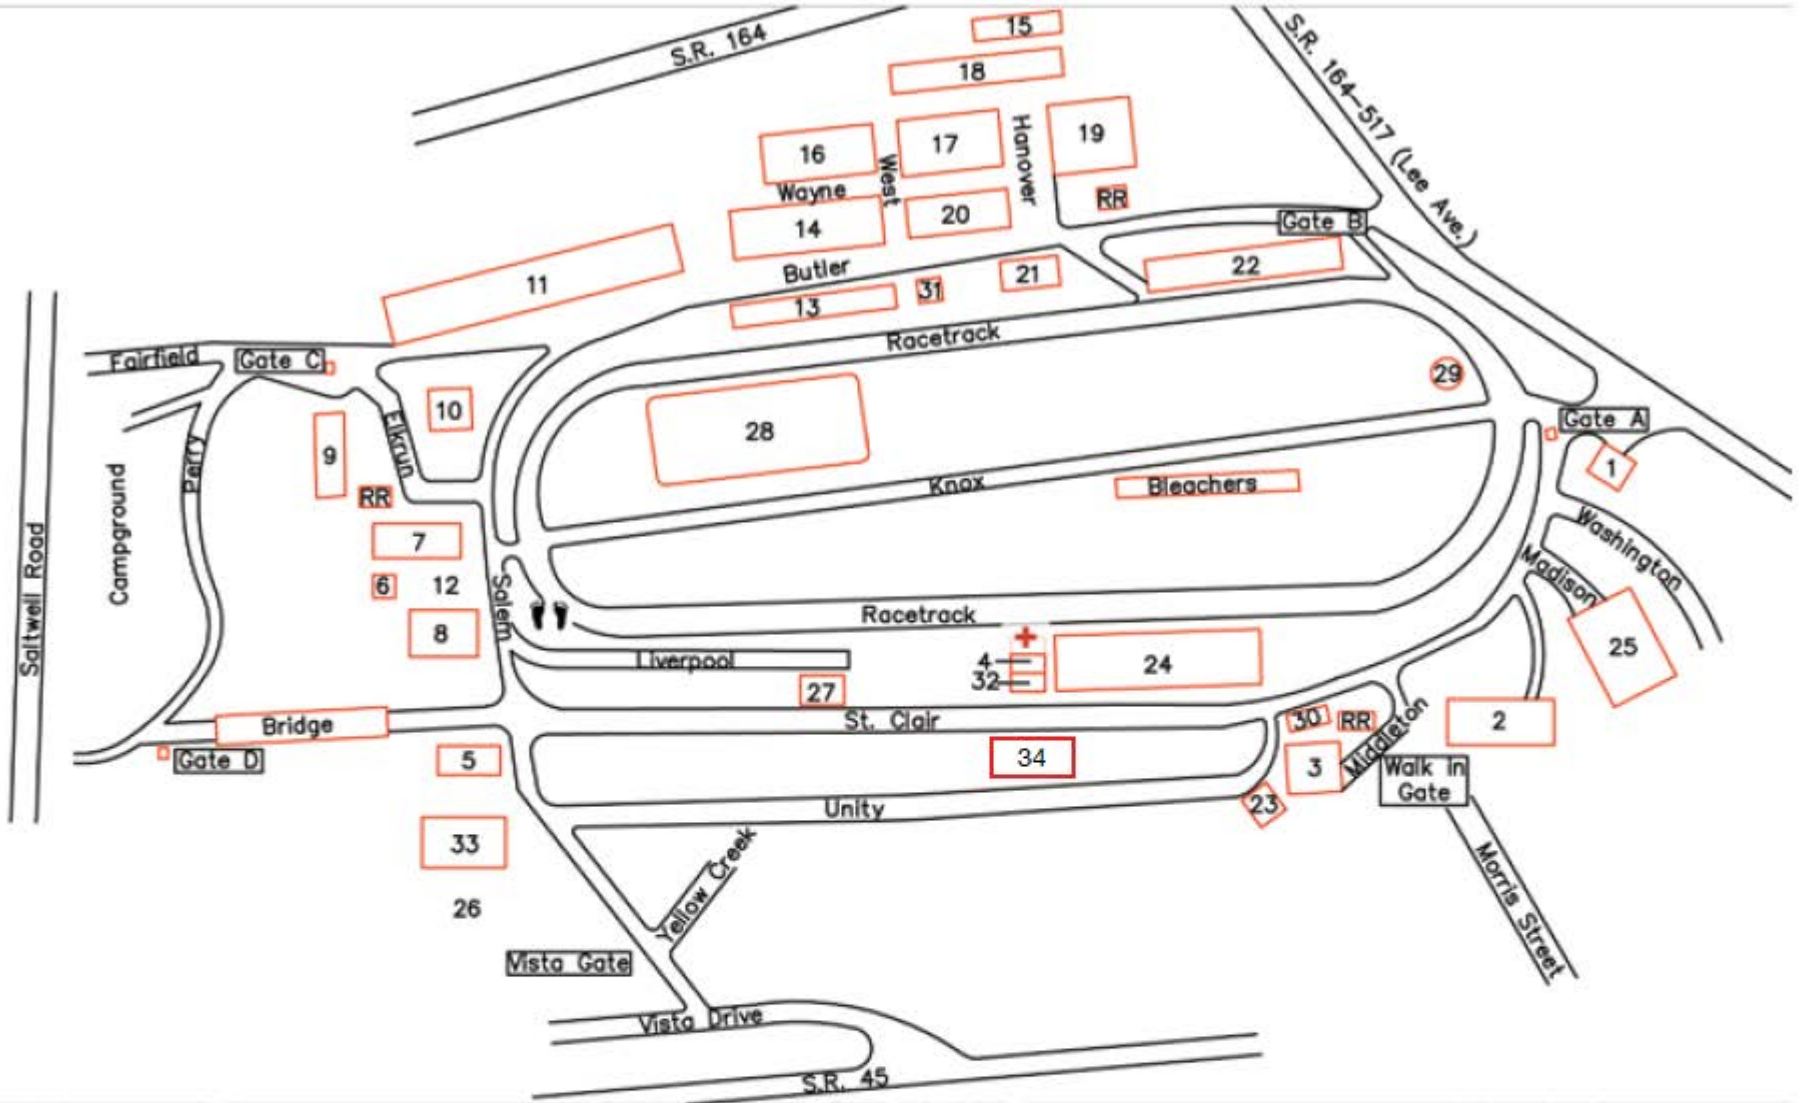 15
S.R. 164
S.R. 164-517 (Lee Ave.)
18
Hanover
19
17
16
West
Wayne
RR
20
Gate B
14
22
Butler
21
11
31
13
Racetrack
Fairfield
Gate C
29
10
Gate A
28
Elkrun
9
Perry
1
Knox
Bleachers
RR
Campground
Washington
7
Madison
6
12
Salem
Saltwell Road
Racetrack
8
25
Liverpool
4
24
32
27
St. Clair
30
RR
2
Bridge
Middleton
34
Gate D
5
3
Walk in
Gate
Unity
23
33
Yellow Creek
26
Morris Street
Vista Gate
Vista Drive
S.R. 45